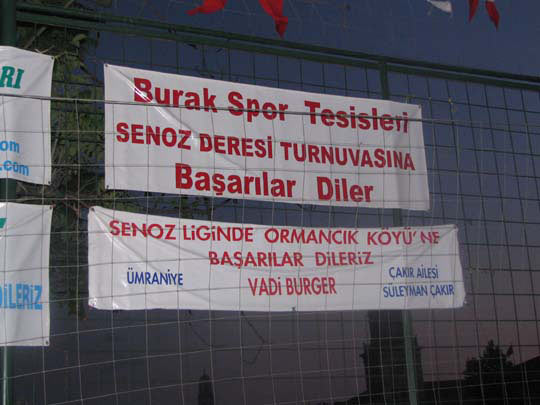 ARI
om
.com
DİLERİZ
Burak Spor Tesisleri
SENOZ DERESİ TURNUVASINA
Başarılar Diler
SENOZ LİGİNDE ORMANCIK KÖYÜ'NE
BAŞARILAR DİLERİZ
ÜMRANİYE VADİ BURGER ÇAKIR AİLESİ
SÜLEYMAN ÇAKIR